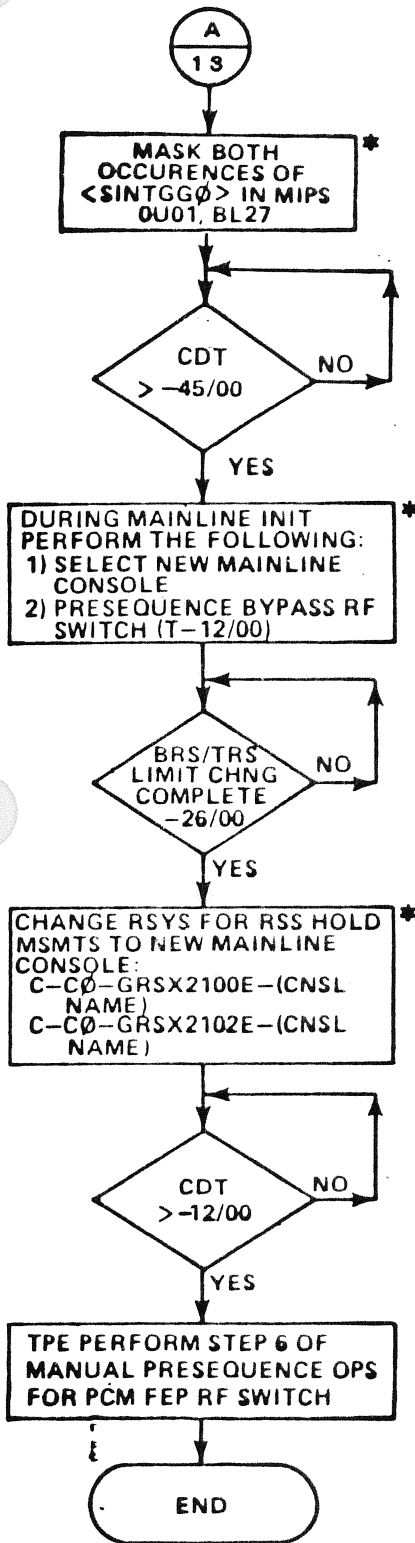 A
13
MASK BOTH *
OCCURENCES OF
<SINTGGØ> IN MIPS
OU01, BL27
CDT
> -45/00
NO
YES
DURING MAINLINE INIT *
PERFORM THE FOLLOWING:
1) SELECT NEW MAINLINE
CONSOLE
2) PRESEQUENCE BYPASS RF
SWITCH (T-12/00)
BRS/TRS
LIMIT CHNG
COMPLETE
-26/00
NO
YES
CHANGE RSYS FOR RSS HOLD *
MSMTS TO NEW MAINLINE
CONSOLE:
C-CØ-GRSX2100E-(CNSL
NAME)
C-CØ-GRSX2102E-(CNSL
NAME)
CDT
> -12/00
NO
YES
TPE PERFORM STEP 6 OF
MANUAL PRESEQUENCE OPS
FOR PCM FEP RF SWITCH
END